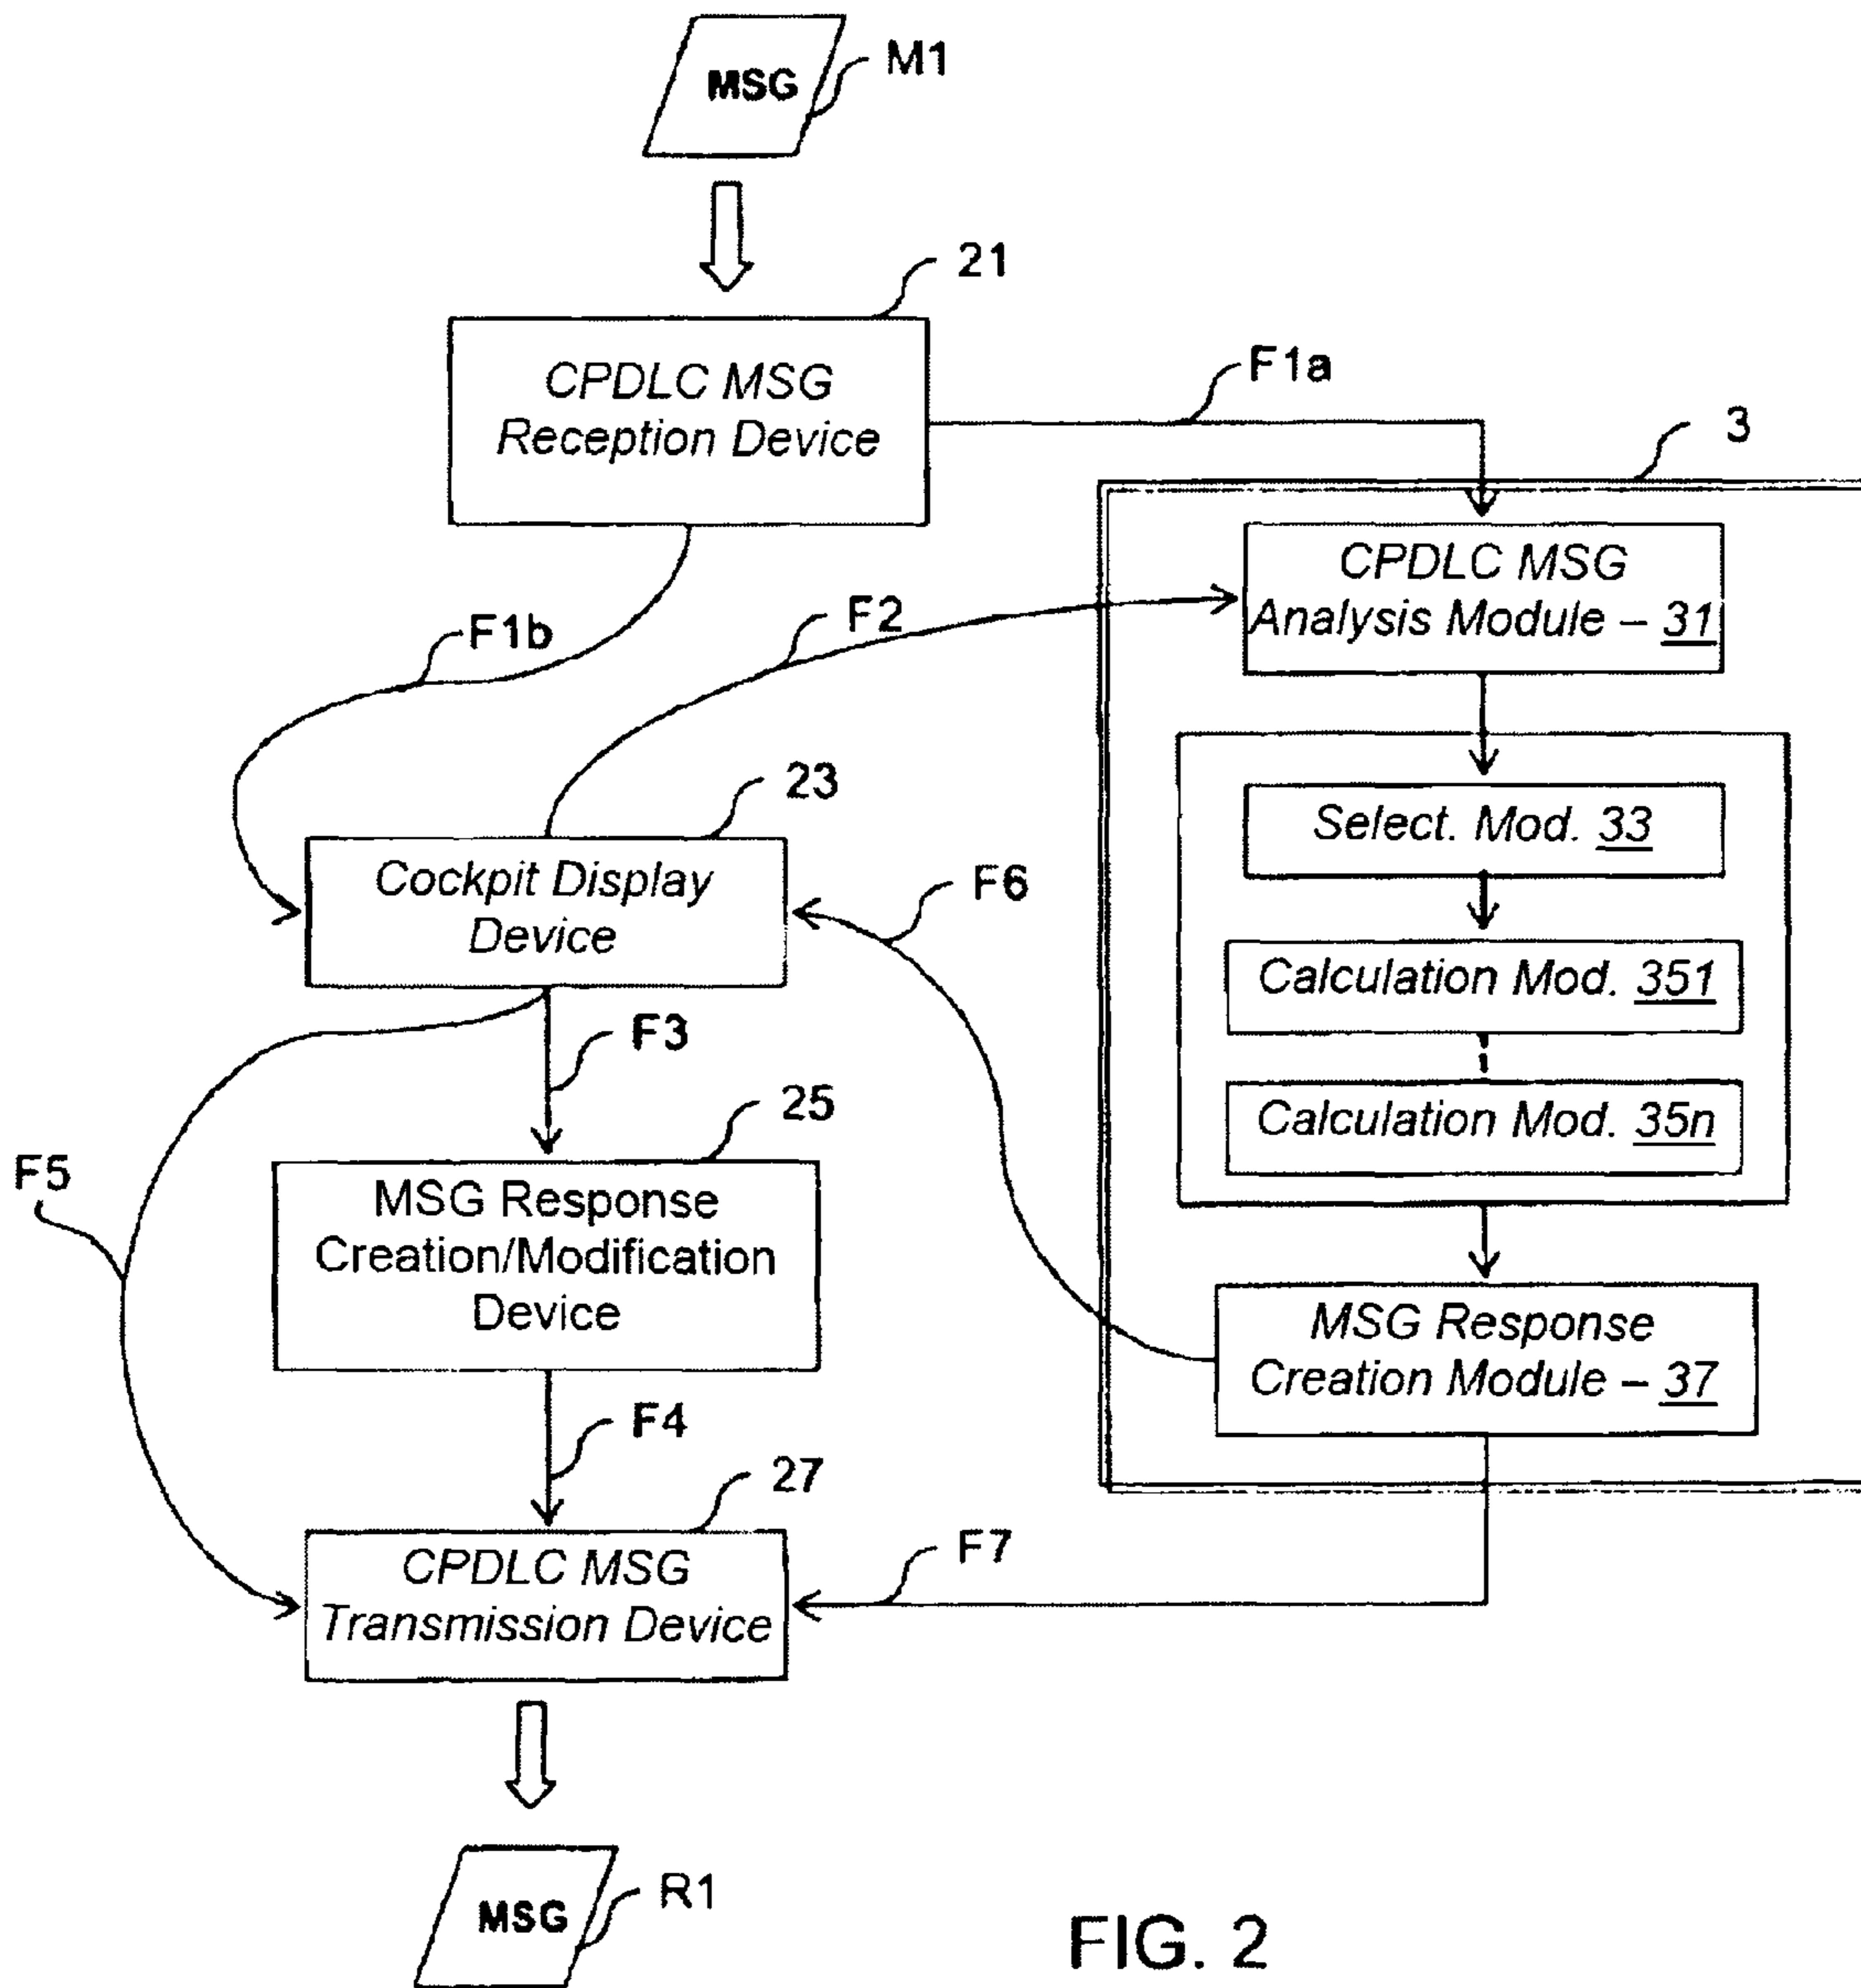 MSG
M1
21
CPDLC MSG
Reception Device
F1a
3
CPDLC MSG
Analysis Module – 31
F1b
F2
Select. Mod. 33
23
Cockpit Display
Device
F6
Calculation Mod. 351
F3
Calculation Mod. 35n
25
F5
MSG Response
Creation/Modification
Device
MSG Response
Creation Module – 37
F4
27
CPDLC MSG
Transmission Device
F7
MSG
R1
FIG. 2